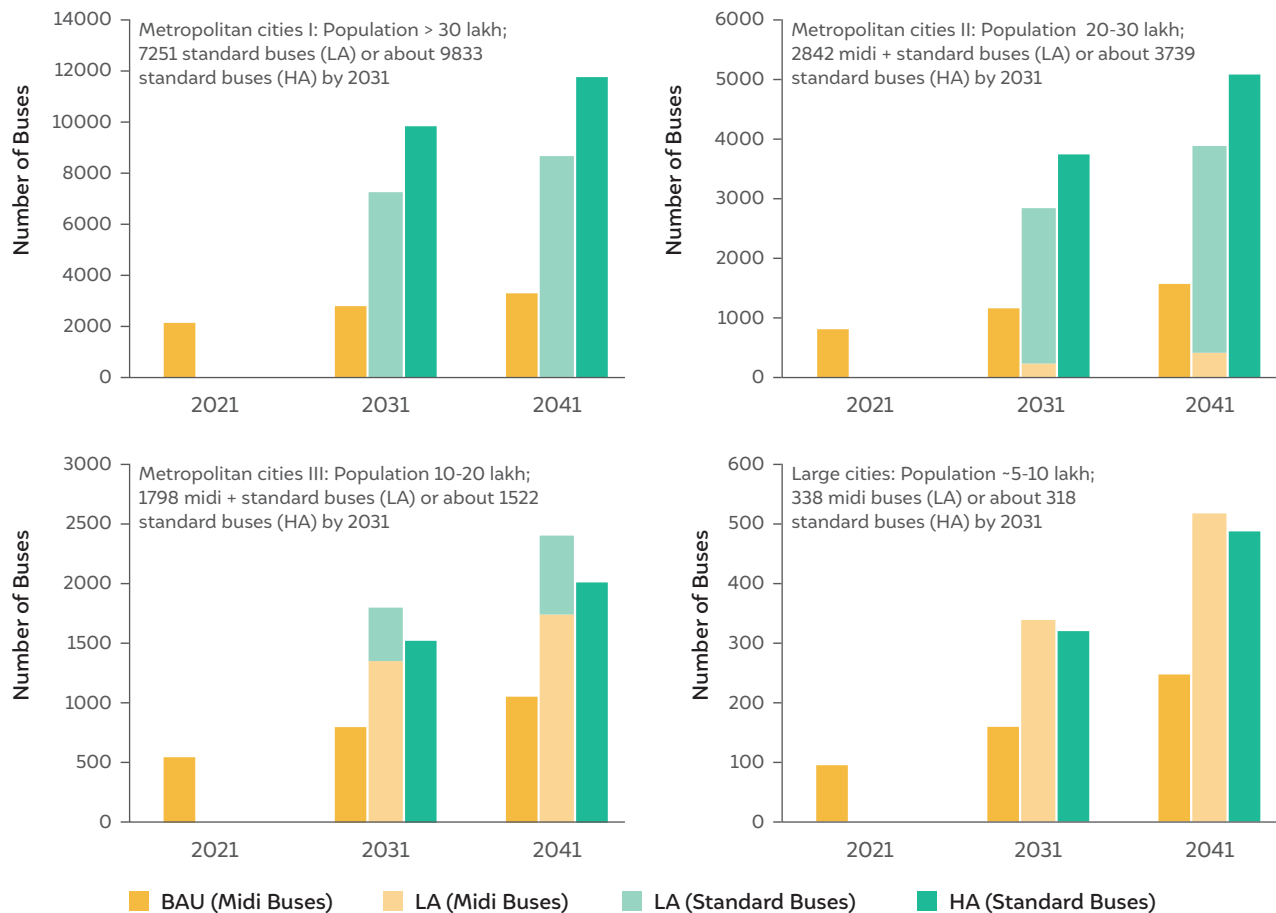 Metropolitan cities I: Population > 30 lakh;
7251 standard buses (LA) or about 9833
standard buses (HA) by 2031
Number of Buses
14000
12000
10000
8000
6000
4000
2000
0
2021
2031
2041
Metropolitan cities II: Population 20-30 lakh;
2842 midi + standard buses (LA) or about 3739
standard buses (HA) by 2031
Number of Buses
6000
5000
4000
3000
2000
1000
0
2021
2031
2041
Metropolitan cities III: Population 10-20 lakh;
1798 midi + standard buses (LA) or about 1522
standard buses (HA) by 2031
Number of Buses
3000
2500
2000
1500
1000
500
0
2021
2031
2041
Large cities: Population ~5-10 lakh;
338 midi buses (LA) or about 318
standard buses (HA) by 2031
Number of Buses
600
500
400
300
200
100
0
2021
2031
2041
BAU (Midi Buses)
LA (Midi Buses)
LA (Standard Buses)
HA (Standard Buses)